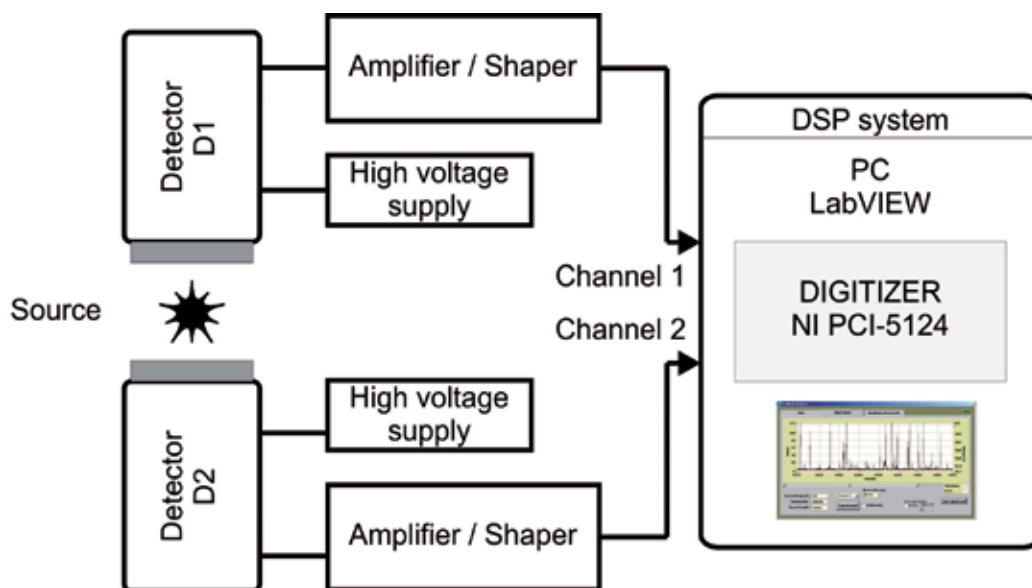 Detector
D1
Amplifier / Shaper
High voltage
supply
Source
Detector
D2
High voltage
supply
Amplifier / Shaper
Channel 1
Channel 2
DSP system
PC
LabVIEW
DIGITIZER
NI PCI-5124